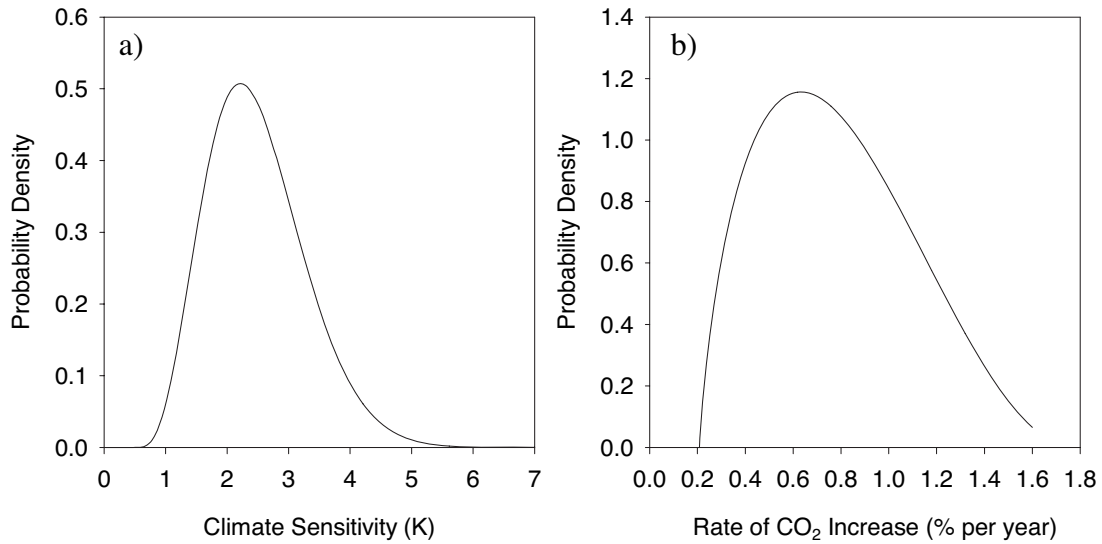 a)
Probability Density
0.6
0.5
0.4
0.3
0.2
0.1
0.0
0 1 2 3 4 5 6 7
Climate Sensitivity (K)
b)
Probability Density
1.4
1.2
1.0
0.8
0.6
0.4
0.2
0.0
0.0 0.2 0.4 0.6 0.8 1.0 1.2 1.4 1.6 1.8
Rate of CO₂ Increase (% per year)